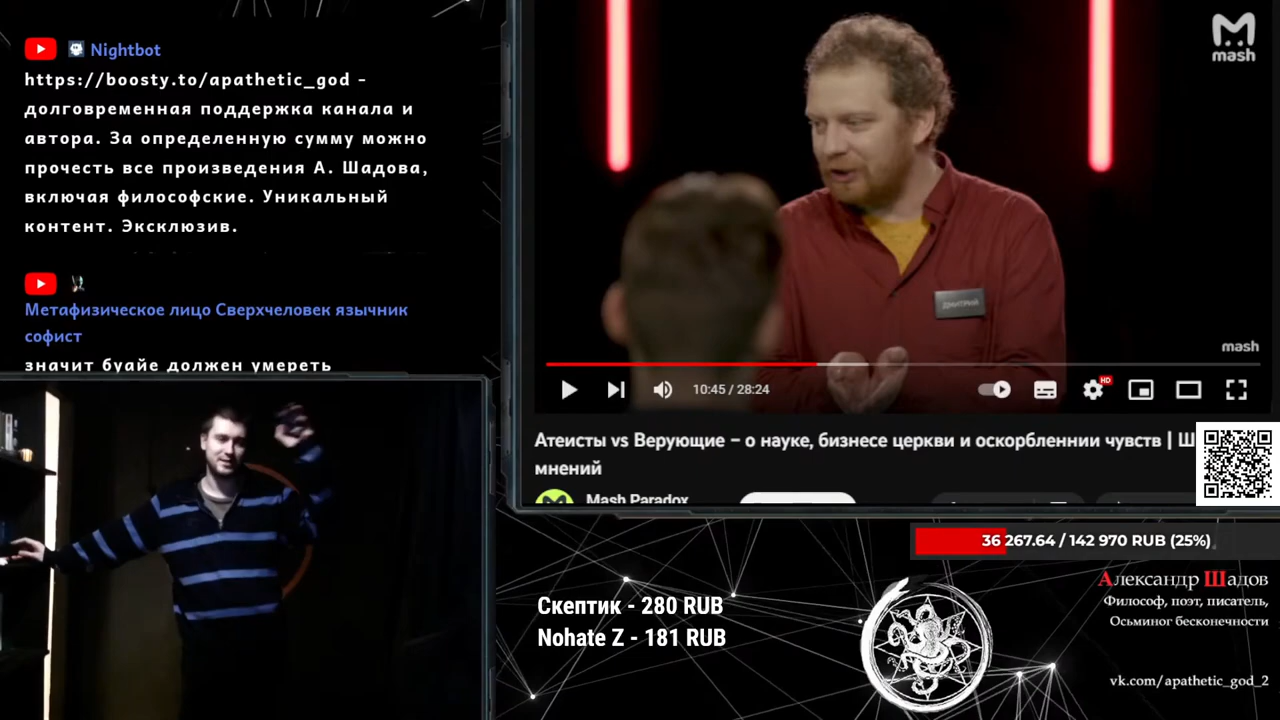 Nightbot
https://boosty.to/apathetic_god -
долговременная поддержка канала и
автора. За определенную сумму можно
прочесть все произведения А. Шадова,
включая философские. Уникальный
контент. Эксклюзив.
Метафизическое лицо Сверхчеловек язычник
софист
значит буайе должен умереть
mash
ДМИТРИЙ
mash
10:45 / 28:24
HD
Атеисты vs Верующие – о науке, бизнесе церкви и оскорблениии чувств | Ш
мнений
Mash Paradox
36 267.64 / 142 970 RUB (25%)
Скептик - 280 RUB
Nohate Z - 181 RUB
Александр Шадов
Философ, поэт, писатель,
Осьминог бесконечности
vk.com/apathetic_god_2